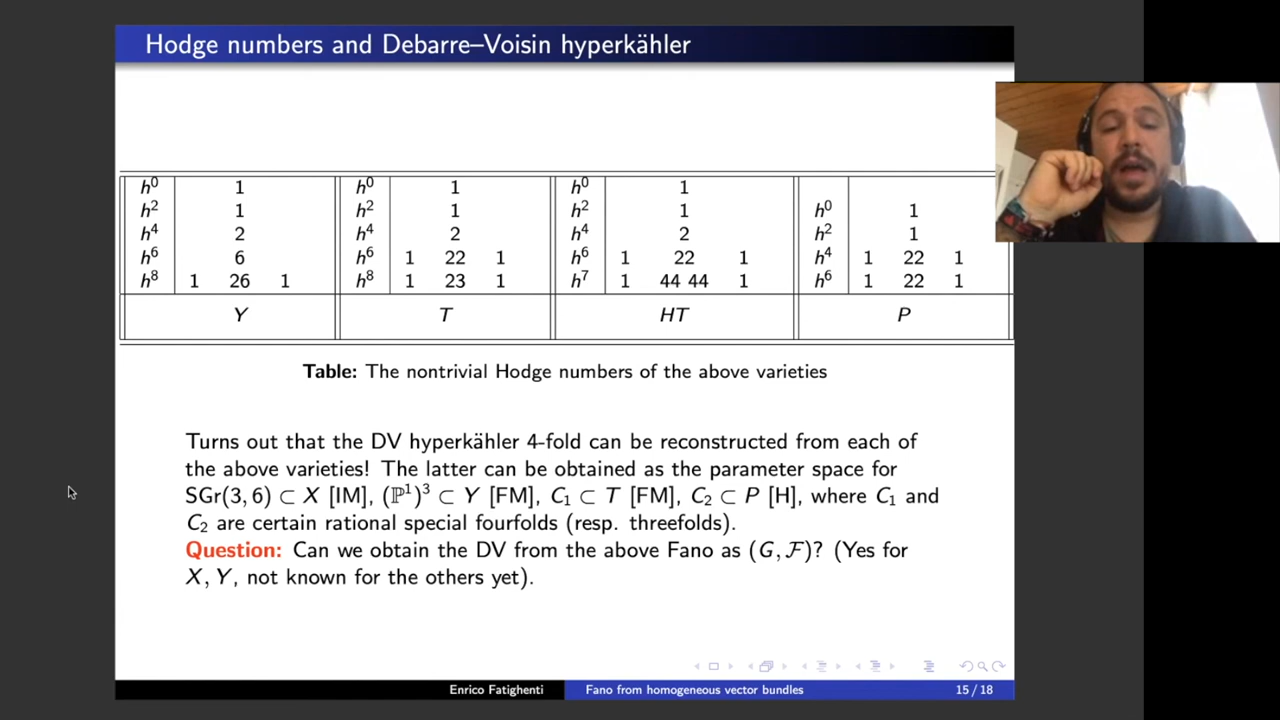 Hodge numbers and Debarre–Voisin hyperkähler
h⁰ 1 h⁰ 1 h⁰ 1
h² 1 h² 1 h² 1 h⁰ 1
h⁴ 2 h⁴ 2 h⁴ 2 h² 1
h⁶ 6 h⁶ 1 22 1 h⁶ 1 22 1 h⁴ 1 22 1
h⁸ 1 26 1 h⁸ 1 23 1 h⁷ 1 44 44 1 h⁶ 1 22 1
Y T HT P
Table: The nontrivial Hodge numbers of the above varieties
Turns out that the DV hyperkähler 4-fold can be reconstructed from each of
the above varieties! The latter can be obtained as the parameter space for
SGr(3,6) ⊂ X [IM], (ℙ¹)³ ⊂ Y [FM], C₁ ⊂ T [FM], C₂ ⊂ P [H], where C₁ and
C₂ are certain rational special fourfolds (resp. threefolds).
Question: Can we obtain the DV from the above Fano as (G, ℱ)? (Yes for
X, Y, not known for the others yet).
Enrico Fatighenti Fano from homogeneous vector bundles 15 / 18